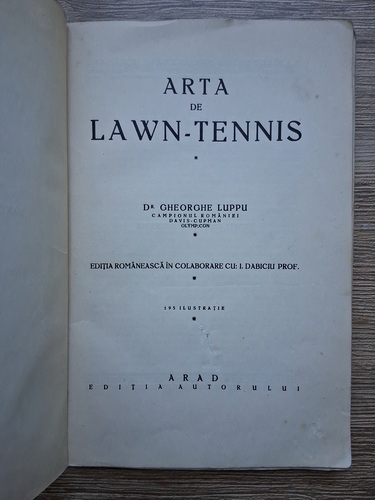 ARTA
DE
LAWN-TENNIS
DR GHEORGHE LUPPU
CAMPIONUL ROMÂNIEI
DAVIS-CUPMAN
OLYMPICON
EDIȚIA ROMÂNEASCĂ IN COLABORARE CU: I. DABICIU PROF.
195 ILUSTRAȚIE
ARAD
EDIȚIA AUTORULUI